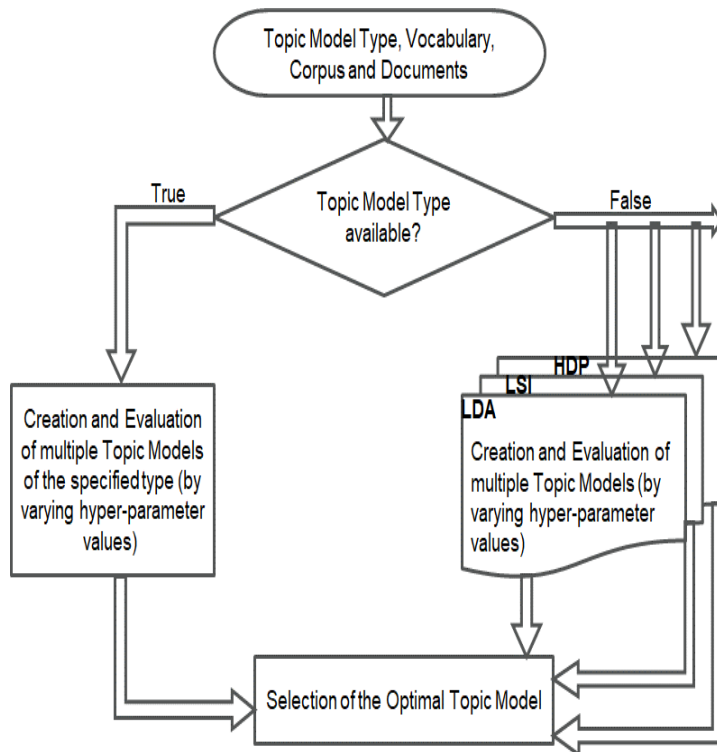 Topic Model Type, Vocabulary,
Corpus and Documents
True
Topic Model Type
available?
False
HDP
LSI
LDA
Creation and Evaluation
of multiple Topic Models
of the specified type (by
varying hyper-parameter
values)
Creation and Evaluation of
multiple Topic Models (by
varying hyper-parameter
values)
Selection of the Optimal Topic Model